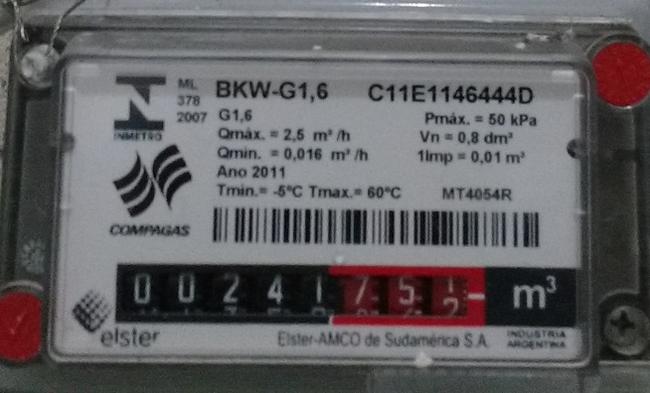 ML
378
2007
INMETRO
BKW-G1,6 C11E1146444D
G1,6
Qmáx. = 2,5 m³/h
Qmin. = 0,016 m³/h
Ano 2011
Tmin.= -5°C Tmax.= 60°C
Pmáx. = 50 kPa
Vn = 0,8 dm³
1Imp = 0,01 m³
MT4054R
COMPAGAS
0 0 2 4 1 7 5 m³
elster
Elster-AMCO de Sudamérica S.A.
INDUSTRIA
ARGENTINA